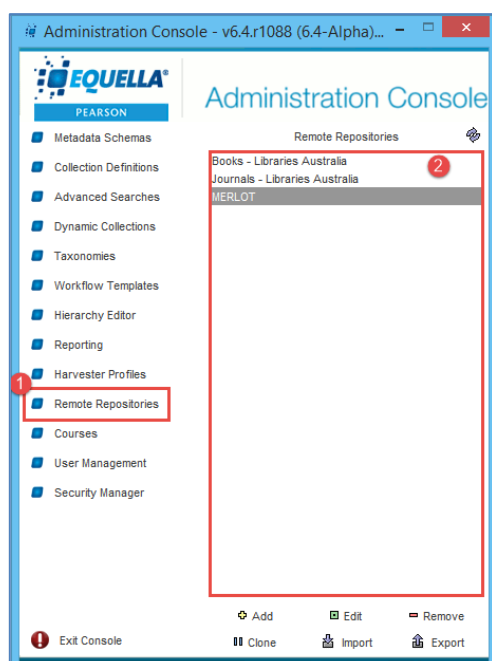 Administration Console - v6.4.r1088 (6.4-Alpha)...
EQUELLA®
PEARSON
Administration Console
Metadata Schemas
Collection Definitions
Advanced Searches
Dynamic Collections
Taxonomies
Workflow Templates
Hierarchy Editor
Reporting
Harvester Profiles
1
Remote Repositories
Courses
User Management
Security Manager
Exit Console
Remote Repositories
2
Books - Libraries Australia
Journals - Libraries Australia
MERLOT
Add Edit Remove
Clone Import Export